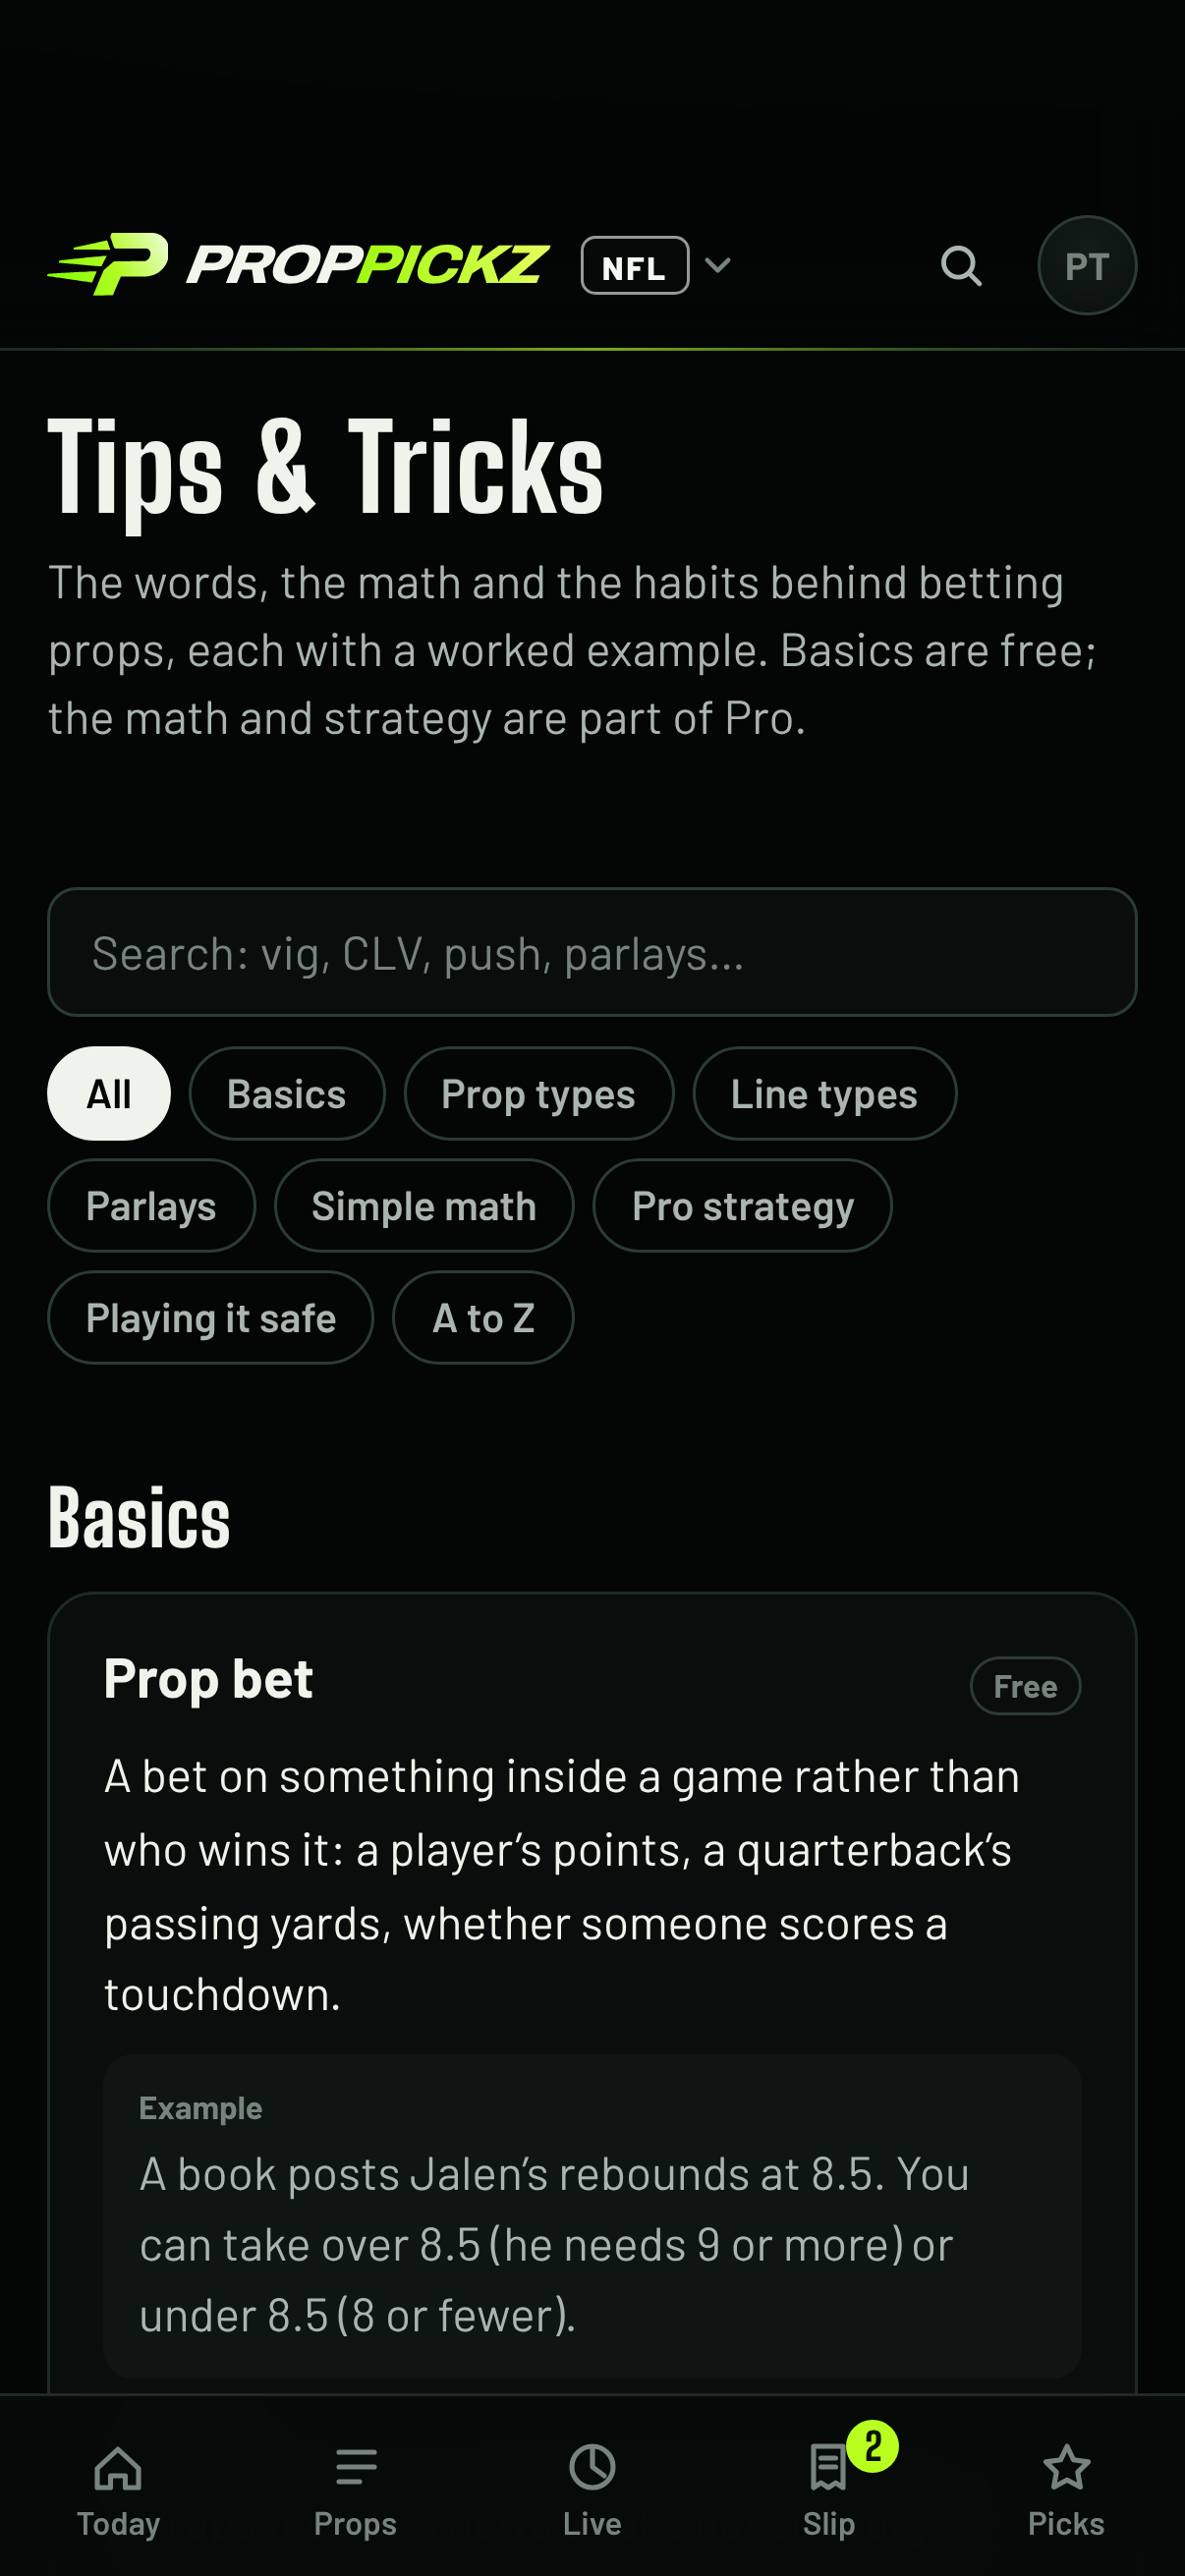 PROPPICKZ NFL PT
Tips & Tricks
The words, the math and the habits behind betting
props, each with a worked example. Basics are free;
the math and strategy are part of Pro.
Search: vig, CLV, push, parlays...
All Basics Prop types Line types
Parlays Simple math Pro strategy
Playing it safe A to Z
Basics
Prop bet Free
A bet on something inside a game rather than
who wins it: a player’s points, a quarterback’s
passing yards, whether someone scores a
touchdown.
Example
A book posts Jalen’s rebounds at 8.5. You
can take over 8.5 (he needs 9 or more) or
under 8.5 (8 or fewer).
2
Today Props Live Slip Picks